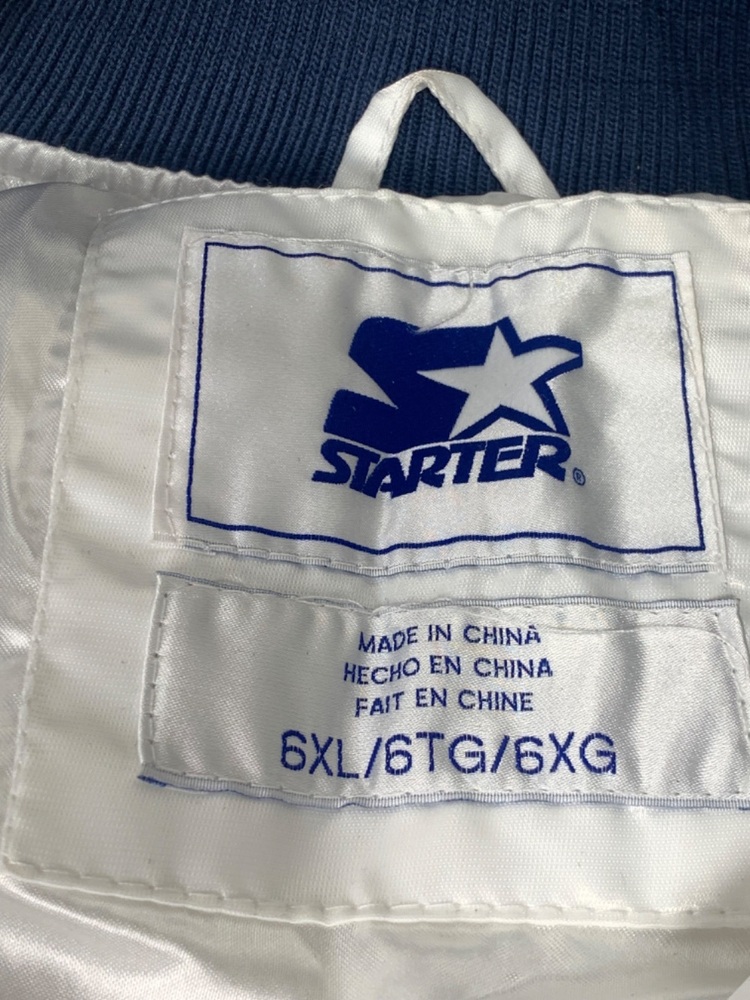 STARTER®
MADE IN CHINA
HECHO EN CHINA
FAIT EN CHINE
6XL/6TG/6XG